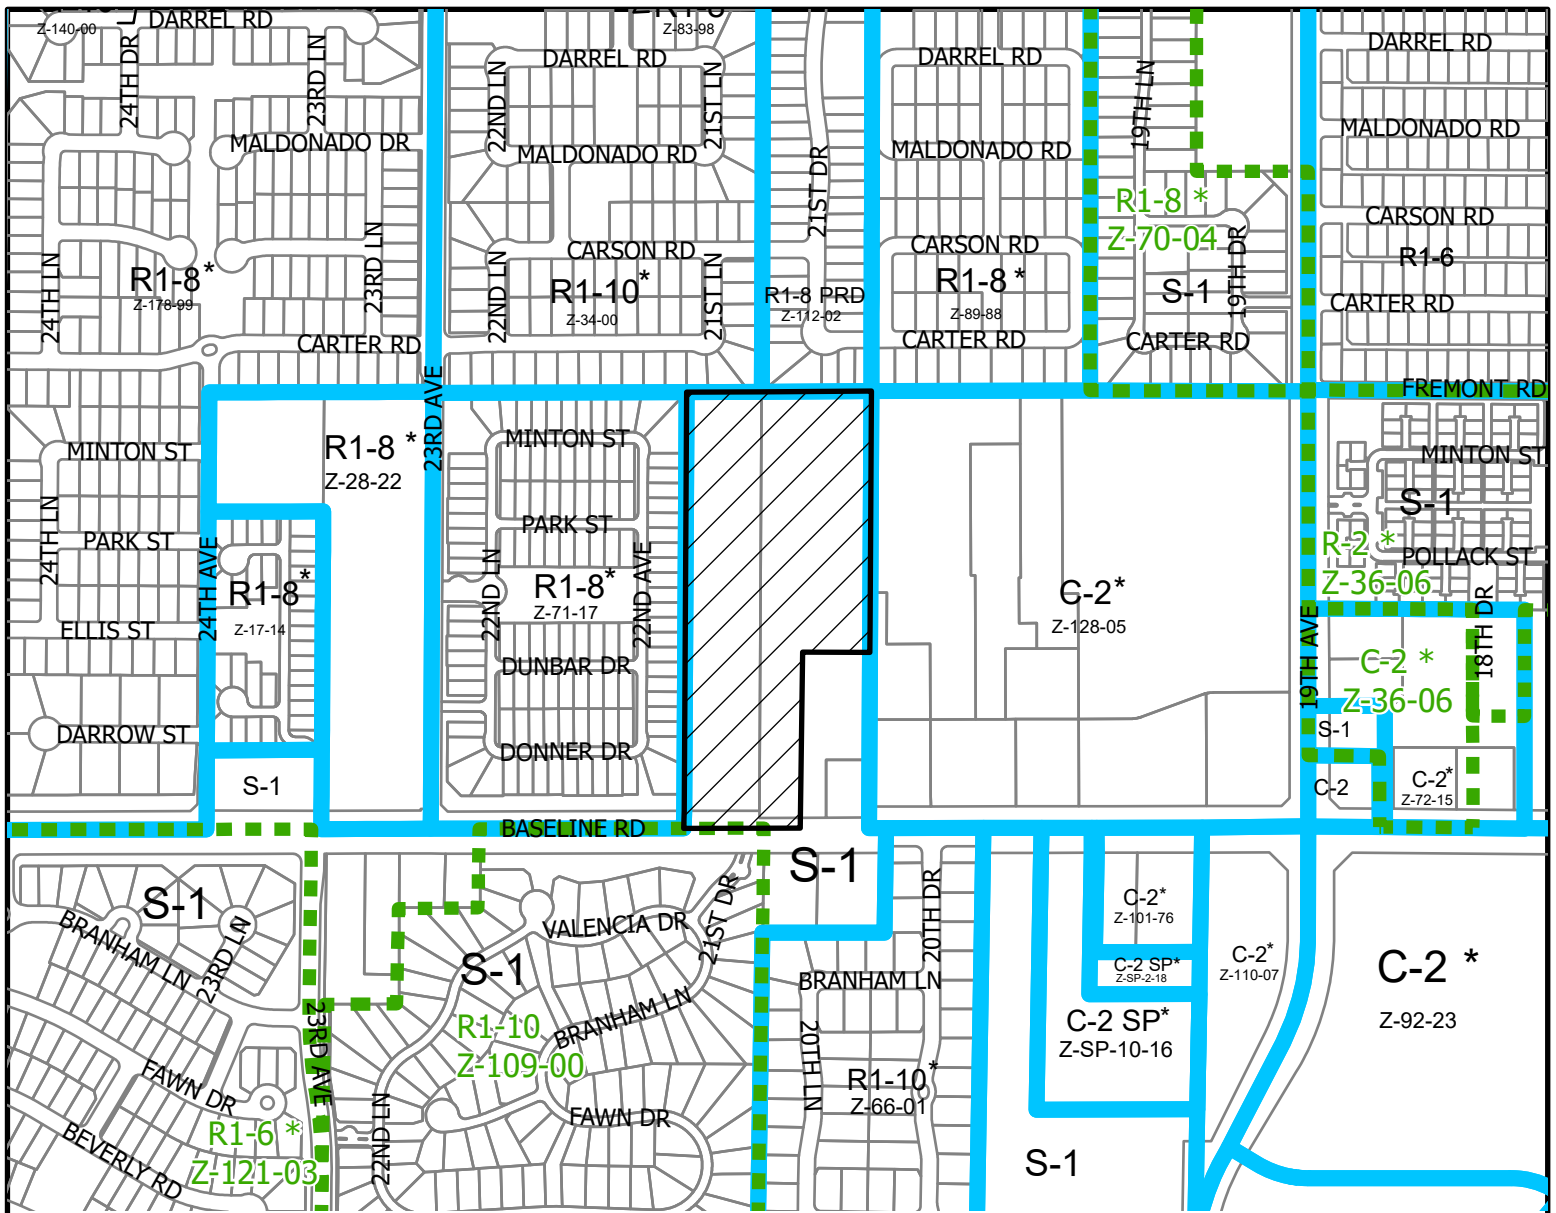 DARREL RD
Z-140-00
24TH DR
23RD LN
MALDONADO DR
R1-8*
Z-178-99
24TH LN
23RD LN
CARTER RD
Z-83-98
DARREL RD
22ND LN
21ST LN
MALDONADO RD
CARSON RD
22ND LN
21ST LN
R1-10*
Z-34-00
21ST DR
R1-8 PRD
Z-112-02
DARREL RD
MALDONADO RD
CARSON RD
R1-8 *
Z-89-88
CARTER RD
19TH LN
R1-8 *
Z-70-04
19TH DR
S-1
CARTER RD
DARREL RD
MALDONADO RD
CARSON RD
R1-6
CARTER RD
FREMONT RD
MINTON ST
24TH LN
PARK ST
24TH AVE
ELLIS ST
DARROW ST
R1-8 *
Z-28-22
23RD AVE
R1-8*
Z-17-14
S-1
MINTON ST
PARK ST
22ND LN
22ND AVE
R1-8*
Z-71-17
DUNBAR DR
DONNER DR
BASELINE RD
C-2*
Z-128-05
19TH AVE
MINTON ST
S-1
R-2 *
POLLACK ST
Z-36-06
18TH DR
C-2 *
Z-36-06
S-1
C-2
C-2*
Z-72-15
S-1
BRANHAM LN
23RD LN
FAWN DR
BEVERLY RD
R1-6 *
Z-121-03
23RD AVE
22ND LN
VALENCIA DR
21ST DR
S-1
R1-10
Z-109-00
BRANHAM LN
FAWN DR
S-1
20TH DR
BRANHAM LN
20TH LN
R1-10*
Z-66-01
C-2*
Z-101-76
C-2 SP*
Z-SP-2-18
C-2*
Z-110-07
C-2 SP*
Z-SP-10-16
S-1
C-2 *
Z-92-23